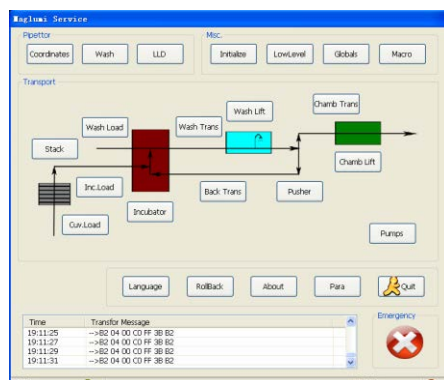 Maglumi Service
Pipettor
Misc.
Coordinates Wash LLD Initialize LowLevel Globals Macro
Transport
Chamb Trans
Wash Lift
Wash Load Wash Trans
Stack
Chamb Lift
Inc.Load Back Trans Pusher
Incubator
Cuv.Load
Pumps
Language RollBack About Para Quit
Emergency
Time Transfor Message
19:11:25 -->B2 04 00 C0 FF 3B B2
19:11:27 -->B2 04 00 C0 FF 3B B2
19:11:29 -->B2 04 00 C0 FF 3B B2
19:11:31 -->B2 04 00 C0 FF 3B B2